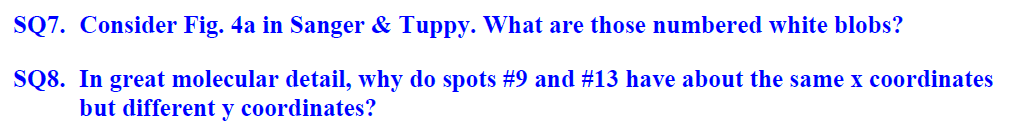 SQ7. Consider Fig. 4a in Sanger & Tuppy. What are those numbered white blobs?
SQ8. In great molecular detail, why do spots #9 and #13 have about the same x coordinates
but different y coordinates?